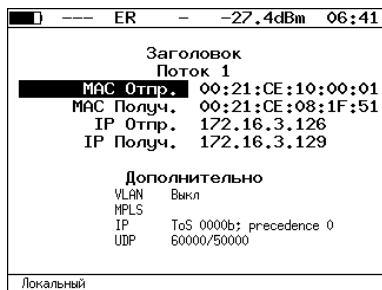 --- ER - -27.4dBm 06:41
Заголовок
Поток 1
MAC Отпр. 00:21:CE:10:00:01
MAC Получ. 00:21:CE:08:1F:51
IP Отпр. 172.16.3.126
IP Получ. 172.16.3.129
Дополнительно
VLAN Выкл
MPLS
IP ToS 0000b; precedence 0
UDP 60000/50000
Локальный